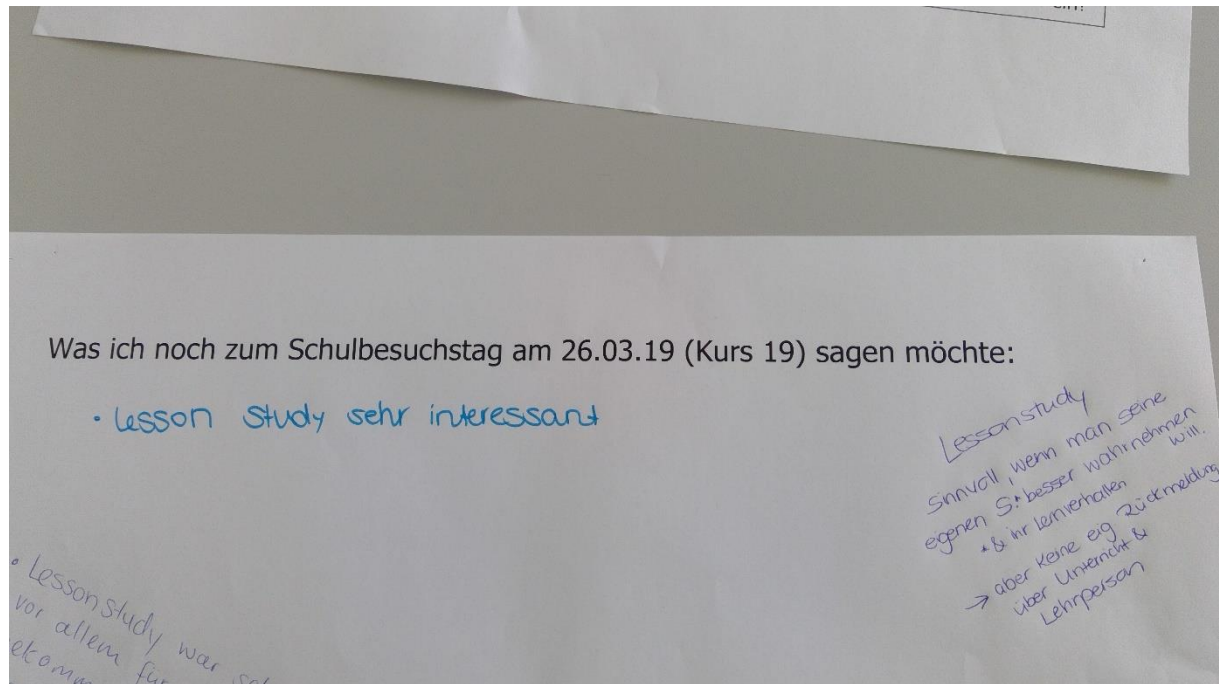 Was ich noch zum Schulbesuchstag am 26.03.19 (Kurs 19) sagen möchte:
• Lesson Study sehr interessant
Lessonstudy
sinnvoll, wenn man seine
eigenen S.* besser wahrnehmen
will.
*& ihr Lernverhalten
→ aber keine eig Rückmeldung
über Unterricht &
Lehrperson
• Lessonstudy war
vor allem für